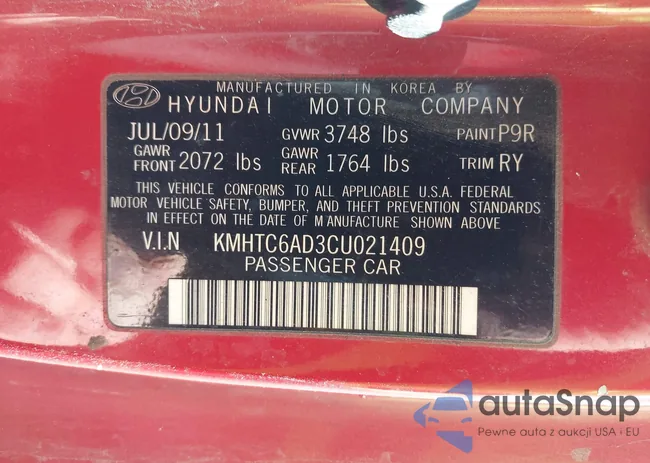 MANUFACTURED IN KOREA BY
HYUNDAI MOTOR COMPANY
JUL/09/11 GVWR 3748 lbs PAINT P9R
GAWR FRONT 2072 lbs GAWR REAR 1764 lbs TRIM RY
THIS VEHICLE CONFORMS TO ALL APPLICABLE U.S.A. FEDERAL
MOTOR VEHICLE SAFETY, BUMPER, AND THEFT PREVENTION STANDARDS
IN EFFECT ON THE DATE OF MANUFACTURE SHOWN ABOVE
V.I.N KMHTC6AD3CU021409
PASSENGER CAR
autaSnap
Pewne auta z aukcji USA i EU